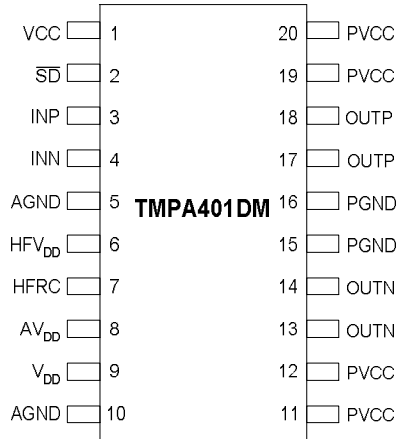 VCC 1 20 PVCC
SD 2 19 PVCC
INP 3 18 OUTP
INN 4 17 OUTP
AGND 5 TMPA401DM 16 PGND
HFVDD 6 15 PGND
HFRC 7 14 OUTN
AVDD 8 13 OUTN
VDD 9 12 PVCC
AGND 10 11 PVCC